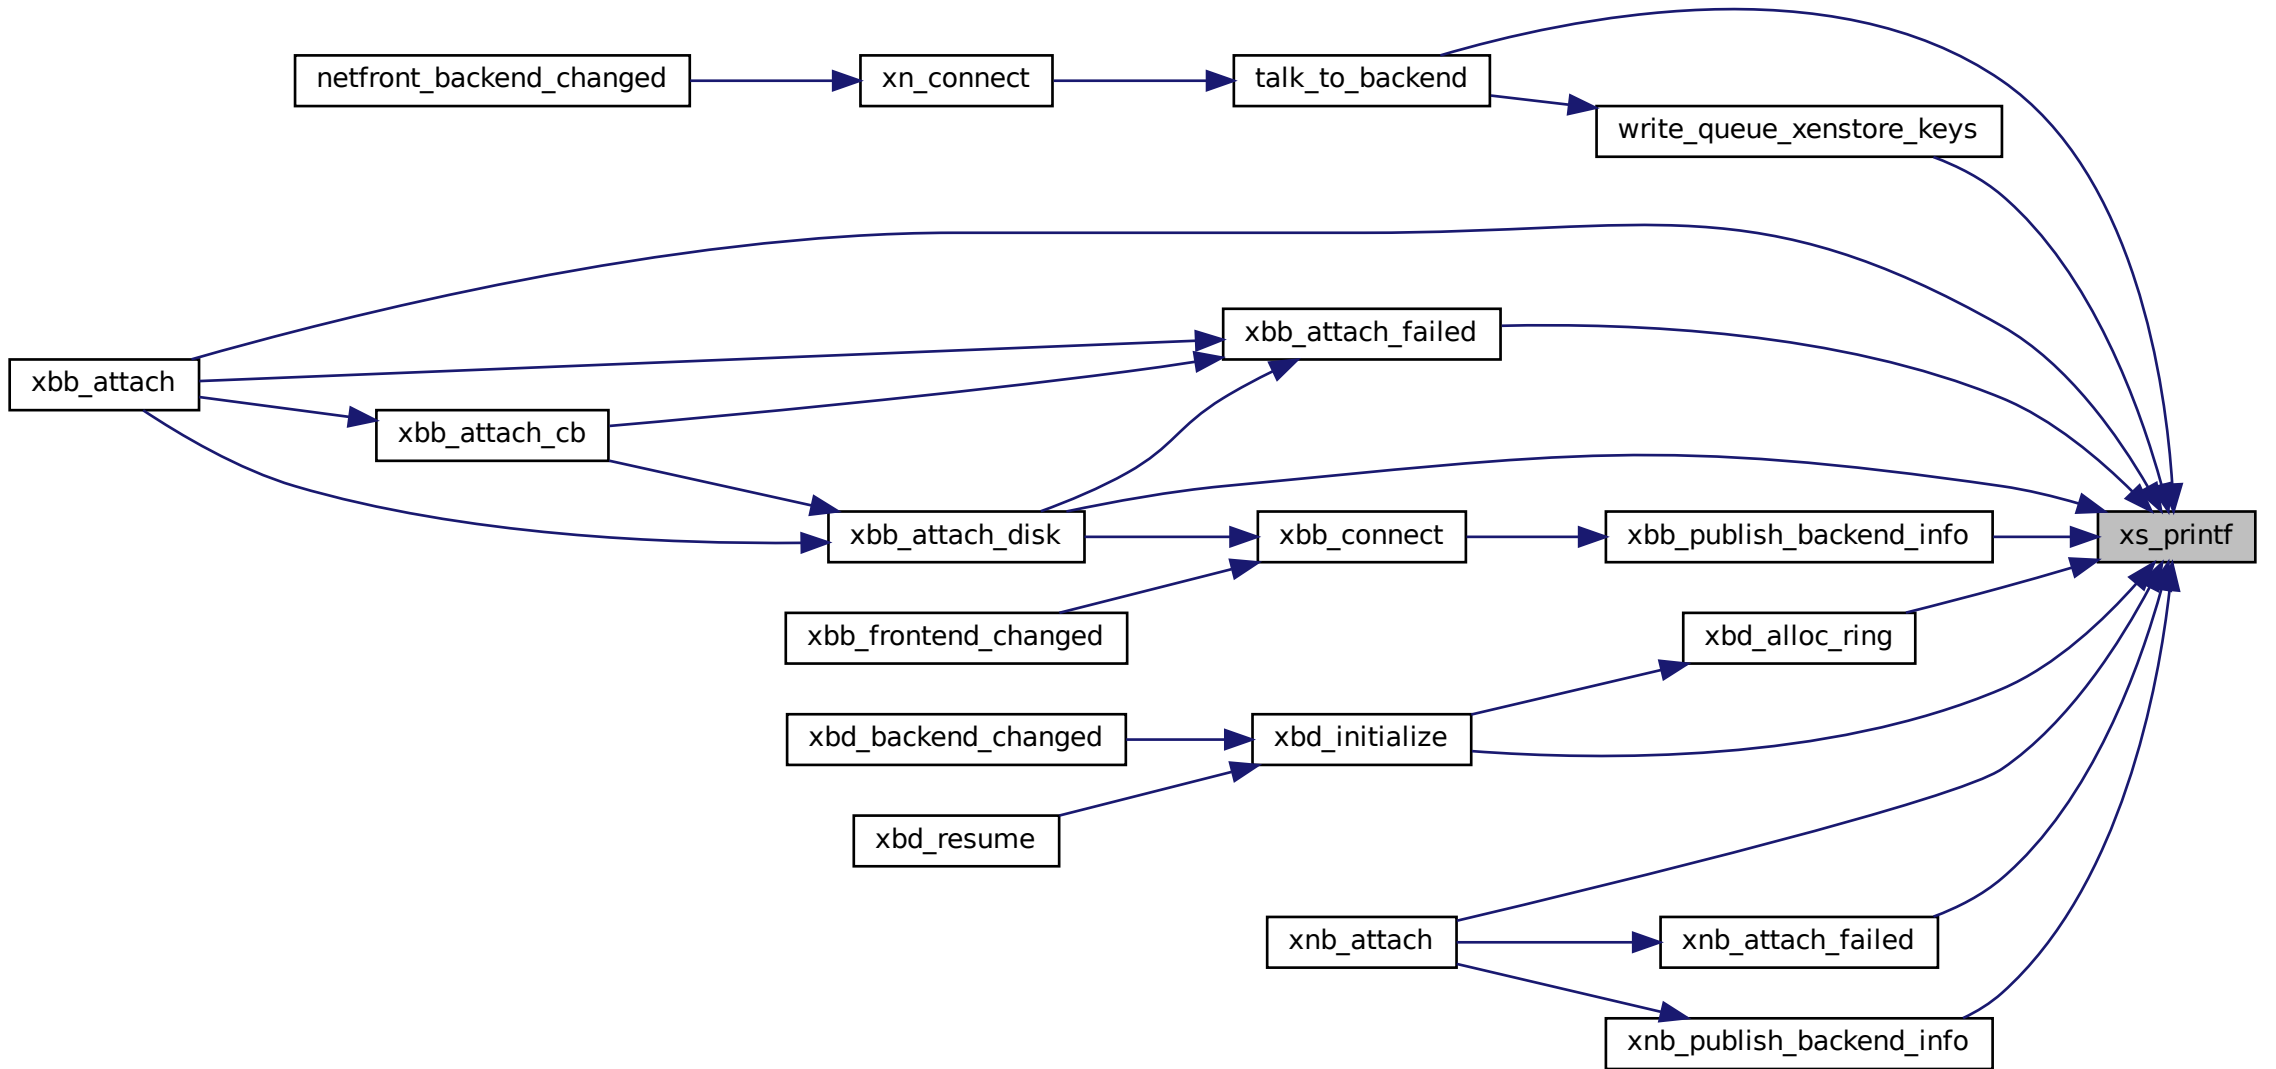 netfront_backend_changed
xn_connect
talk_to_backend
write_queue_xenstore_keys
xbb_attach_failed
xbb_attach
xbb_attach_cb
xbb_attach_disk
xbb_connect
xbb_publish_backend_info
xs_printf
xbb_frontend_changed
xbd_alloc_ring
xbd_backend_changed
xbd_initialize
xbd_resume
xnb_attach
xnb_attach_failed
xnb_publish_backend_info